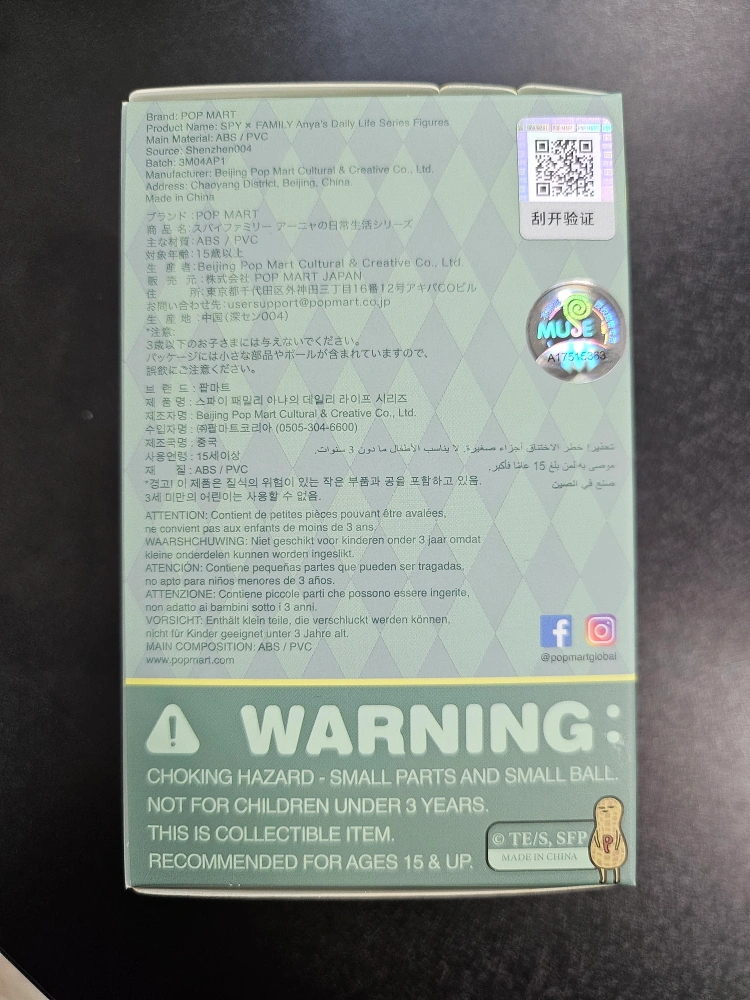 Brand: POP MART
Product Name: SPY × FAMILY Anya's Daily Life Series Figures
Main Material: ABS / PVC
Source: Shenzhen004
Batch: 3M04AP1
Manufacturer: Beijing Pop Mart Cultural & Creative Co., Ltd.
Address: Chaoyang District, Beijing, China.
Made in China
刮开验证
ブランド:POP MART
商品名:スパイファミリー アーニャの日常生活シリーズ
主な材質:ABS / PVC
対象年齢:15歳以上
生産者:Beijing Pop Mart Cultural & Creative Co., Ltd.
販売元:株式会社 POP MART JAPAN
住所:東京都千代田区外神田三丁目16番12号アキバCOビル
お問い合わせ先:usersupport@popmart.co.jp
生産地:中国(深セン004)
*注意:
3歳以下のお子さまには与えないでください。
パッケージには小さな部品やボールが含まれていますので、
誤飲にご注意ください。
MUSE
A17515363
브랜드:팝마트
제품명:스파이 패밀리 아냐의 데일리 라이프 시리즈
제조자명:Beijing Pop Mart Cultural & Creative Co., Ltd.
수입자명:㈜팝마트코리아 (0505-304-6600)
제조국명:중국
사용연령:15세이상
재질:ABS / PVC
*경고! 이 제품은 질식의 위험이 있는 작은 부품과 공을 포함하고 있음.
3세 미만의 어린이는 사용할 수 없음.
تحذير! خطر الاختناق أجزاء صغيرة. لا يناسب الأطفال ما دون 3 سنوات.
موصى به لمن بلغ 15 عامًا فأكبر.
صنع في الصين
ATTENTION: Contient de petites pièces pouvant être avalées,
ne convient pas aux enfants de moins de 3 ans.
WAARSHCHUWING: Niet geschikt voor kinderen onder 3 jaar omdat
kleine onderdelen kunnen worden ingeslikt.
ATENCIÓN: Contiene pequeñas partes que pueden ser tragadas,
no apto para niños menores de 3 años.
ATTENZIONE: Contiene piccole parti che possono essere ingerite,
non adatto ai bambini sotto i 3 anni.
VORSICHT: Enthält klein teile, die verschluckt werden können,
nicht für Kinder geeignet unter 3 Jahre alt.
MAIN COMPOSITION: ABS / PVC
www.popmart.com
@popmartglobal
WARNING:
CHOKING HAZARD - SMALL PARTS AND SMALL BALL.
NOT FOR CHILDREN UNDER 3 YEARS.
THIS IS COLLECTIBLE ITEM.
RECOMMENDED FOR AGES 15 & UP.
© TE/S, SFP
MADE IN CHINA
P